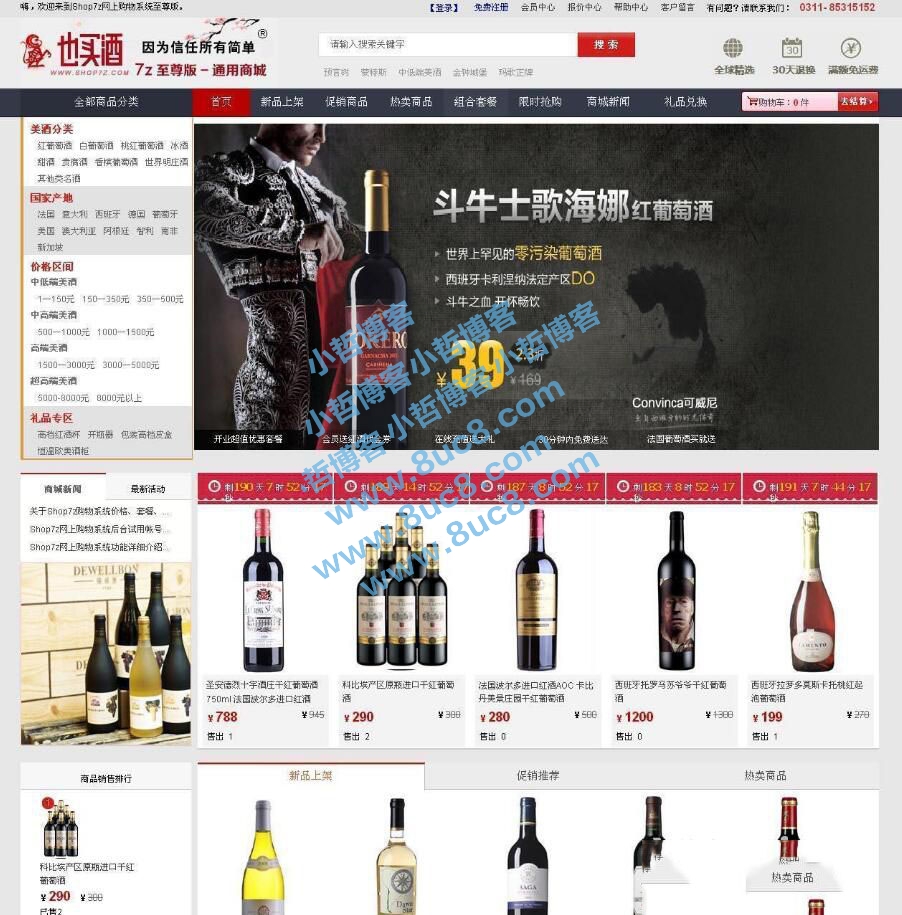 嗨，欢迎来到Shop7z网上购物系统至尊版。
【登录】 免费注册 会员中心 报价中心 帮助中心 客户留言 有问题？请联系我们： 0311-85315152
也买酒
WWW.SHOP7Z.COM
因为信任所有简单
7z 至尊版－通用商城
请输入搜索关键字
搜 索
预言树 蒙特斯 中低端美酒 金钟城堡 玛歌正牌
全球精选
30
30天退换
满额免运费
全部商品分类 首页 新品上架 促销商品 热卖商品 组合套餐 限时抢购 商城新闻 礼品兑换
购物车：0 件
去结算
美酒分类
红葡萄酒 白葡萄酒 桃红葡萄酒 冰酒
甜酒 贵腐酒 香槟葡萄酒 世界明庄酒
其他类名酒
国家产地
法国 意大利 西班牙 德国 葡萄牙
美国 澳大利亚 阿根廷 智利 南非
新加坡
价格区间
中低端美酒
1—150元 150—350元 350—500元
中高端美酒
500—1000元 1000—1500元
高端美酒
1500—3000元 3000—5000元
超高端美酒
5000-8000元 8000元以上
礼品专区
高档红酒杯 开瓶器 包装高档皮盒
恒温欧美酒柜
斗牛士歌海娜红葡萄酒
世界上罕见的零污染葡萄酒
西班牙卡利涅纳法定产区DO
斗牛之血 开怀畅饮
￥39 2.3折
￥169
Convinca可威尼
GARNACHA
CARIÑENA
开业超值优惠套餐
在线充值送大礼
30分钟内免费送达
法国葡萄酒买就送
小哲博客小哲博客
小哲博客小哲博客
哲博客www.8uc8.com
www.8uc8.com
www.8uc8.com
www.8uc8.com
商城新闻 最新活动
关于Shop7z购物系统价格、套餐、...
Shop7z网上购物系统后台试用帐号...
Shop7z网上购物系统功能详细介绍...
DEWELLBON
剩190天7时52分17秒
剩187天8时52分17秒
剩183天8时52分17
剩191天7时44分17秒
圣安德烈十字酒庄干红葡萄酒
750ml 法国波尔多进口红酒
￥788 ￥945
售出 1
科比埃产区原瓶进口干红葡萄
酒
￥290 ￥380
售出 2
法国波尔多进口红酒AOC 卡比
丹美景庄园干红葡萄酒
￥280 ￥500
售出 0
西班牙托罗马苏爷爷干红葡萄
酒
￥1200 ￥1300
售出 0
西班牙拉罗多莫斯卡托桃红起
泡葡萄酒
￥199 ￥270
售出 1
商品销售排行
新品上架
促销推荐
热卖商品
1
科比埃产区原瓶进口干红
葡萄酒
￥290 ￥380
已售2
SAGA
热卖商品